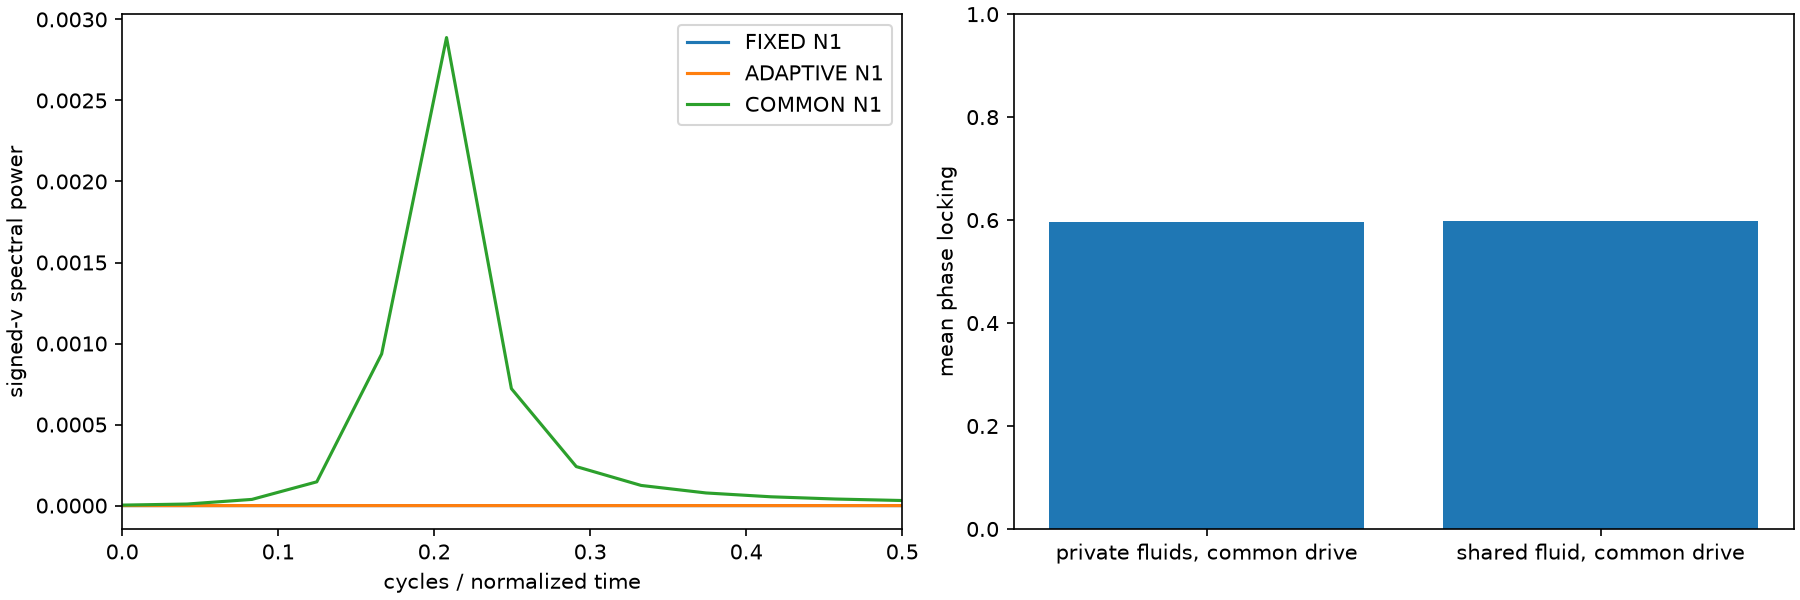 0.0030
0.0025
0.0020
0.0015
0.0010
0.0005
0.0000
signed-v spectral power
0.0 0.1 0.2 0.3 0.4 0.5
cycles / normalized time
FIXED N1
ADAPTIVE N1
COMMON N1
1.0
0.8
0.6
0.4
0.2
0.0
mean phase locking
private fluids, common drive
shared fluid, common drive